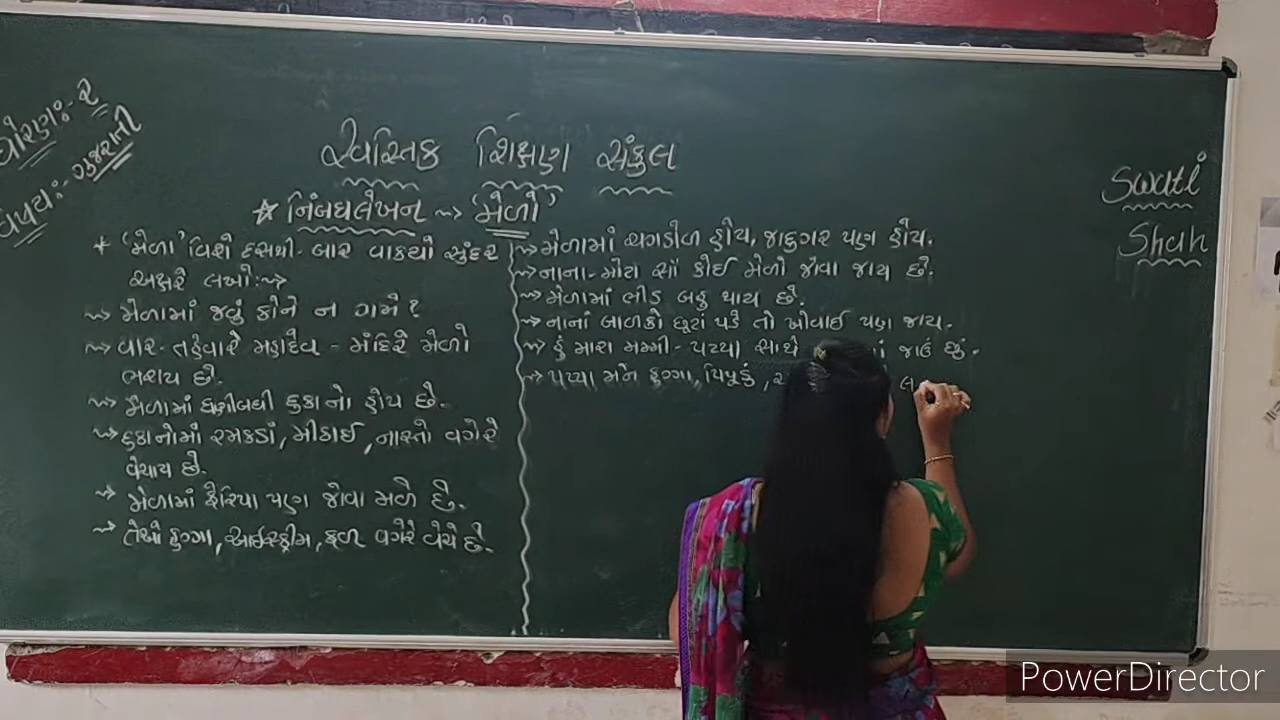 ધોરણઃ- ૨
વિષયઃ- ગુજરાતી
સ્વસ્તિક શિક્ષણ સંકુલ
☆ નિબંધલેખન ~> 'મેળો'
* 'મેળા' વિશે દસથી- બાર વાક્યો સુંદર
અક્ષરે લખોઃ~>
~> મેળામાં જવું કોને ન ગમે?
~> વાર- તહેવારે મહાદેવ - મંદિરે મેળો
ભરાય છે.
~> મેળામાં ઘણીબધી દુકાનો હોય છે.
~> દુકાનોમાં રમકડાં, મીઠાઈ, નાસ્તો વગેરે
વેચાય છે.
~> મેળામાં ફેરિયા પણ જોવા મળે છે.
~> તેઓ ફુગ્ગા, આઈસ્ક્રીમ, ફળ વગેરે વેચે છે.
~> મેળામાં ચગડોળ હોય, જાદુગર પણ હોય.
~> નાના- મોટા સૌ કોઈ મેળો જોવા જાય છે.
~> મેળામાં ભીડ બહુ થાય છે.
~> નાનાં બાળકો છૂટાં પડે તો ખોવાઈ પણ જાય.
~> હું મારા મમ્મી- પપ્પા સાથે જાઉં છું.
~> પપ્પા મને ફુગ્ગા, પિપૂડું,
Swati
Shah
PowerDirector